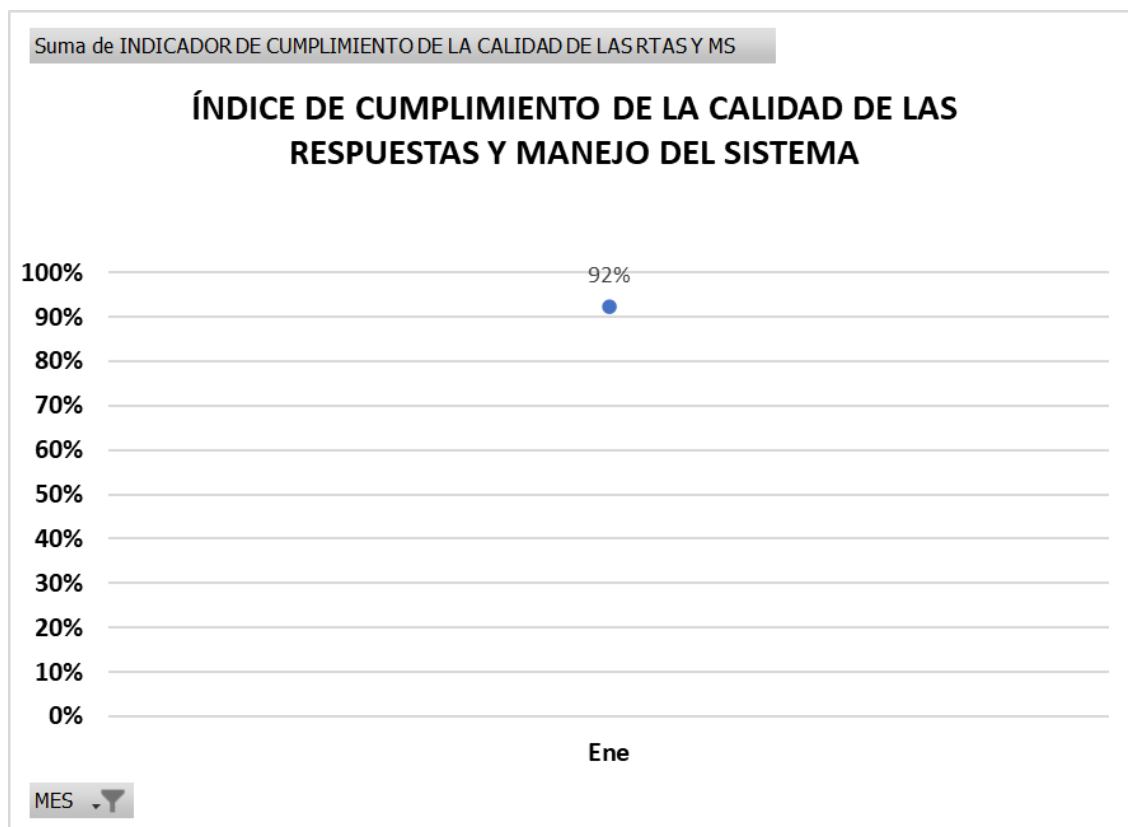 Suma de INDICADOR DE CUMPLIMIENTO DE LA CALIDAD DE LAS RTAS Y MS
ÍNDICE DE CUMPLIMIENTO DE LA CALIDAD DE LAS
RESPUESTAS Y MANEJO DEL SISTEMA
100%
92%
90%
80%
70%
60%
50%
40%
30%
20%
10%
0%
Ene
MES